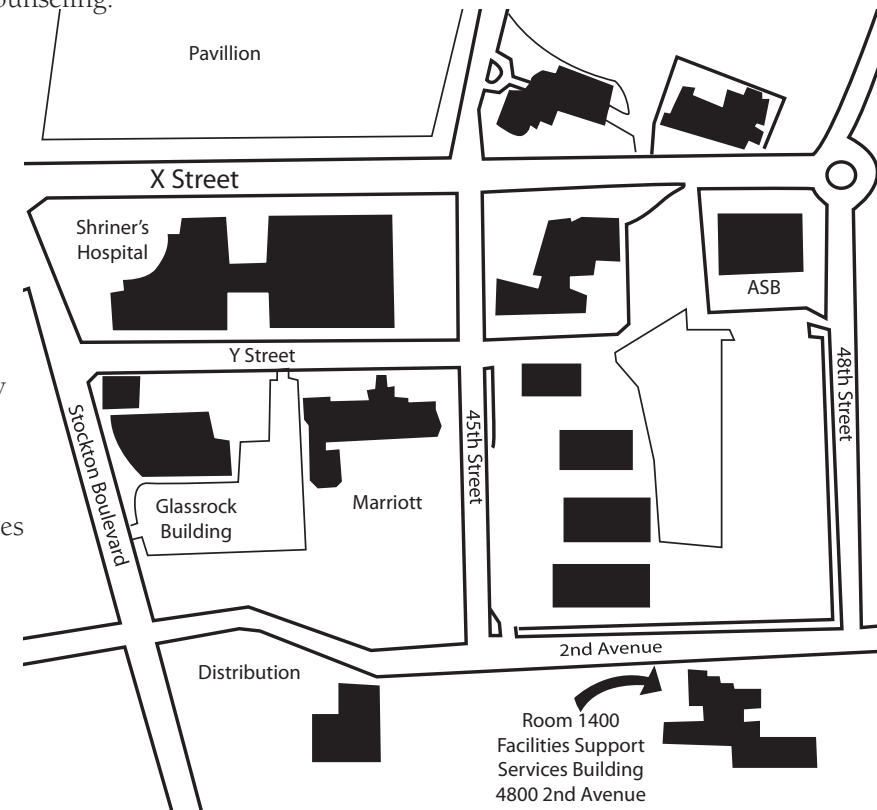 ounseling.
Pavillion
X Street
Shriner's
Hospital
ASB
Y Street
y
Stockton Boulevard
45th Street
48th Street
Glassrock
Building
Marriott
es
2nd Avenue
Distribution
Room 1400
Facilities Support
Services Building
4800 2nd Avenue